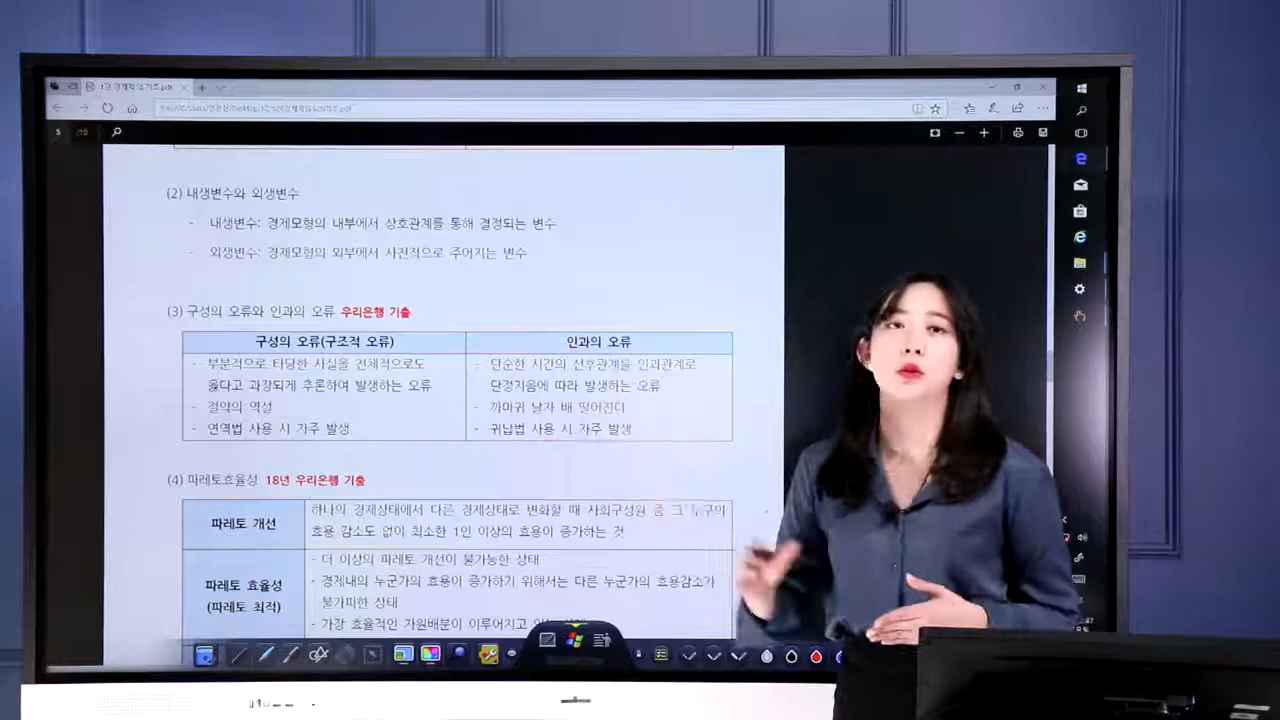 1강 경제학의 기초.pdf
5 /10
(2) 내생변수와 외생변수
- 내생변수: 경제모형의 내부에서 상호관계를 통해 결정되는 변수
- 외생변수: 경제모형의 외부에서 사전적으로 주어지는 변수
(3) 구성의 오류와 인과의 오류 우리은행 기출
구성의 오류(구조적 오류)
- 부분적으로 타당한 사실을 전체적으로도
옳다고 과장되게 추론하여 발생하는 오류
- 절약의 역설
- 연역법 사용 시 자주 발생
인과의 오류
- 단순한 시간의 선후관계를 인과관계로
단정지음에 따라 발생하는 오류
- 까마귀 날자 배 떨어진다
- 귀납법 사용 시 자주 발생
(4) 파레토효율성 18년 우리은행 기출
파레토 개선
하나의 경제상태에서 다른 경제상태로 변화할 때 사회구성원 중 그 누구의
효용 감소도 없이 최소한 1인 이상의 효용이 증가하는 것
파레토 효율성
(파레토 최적)
- 더 이상의 파레토 개선이 불가능한 상태
- 경제내의 누군가의 효용이 증가하기 위해서는 다른 누군가의 효용감소가
불가피한 상태
- 가장 효율적인 자원배분이 이루어지고